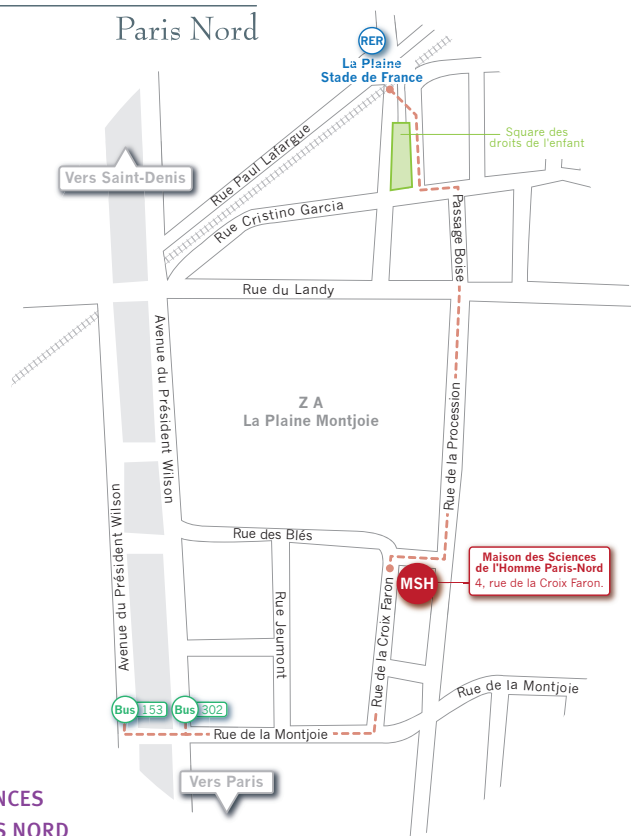 Paris Nord
RER
La Plaine
Stade de France
Square des
droits de l'enfant
Vers Saint-Denis
Rue Paul Lafargue
Rue Cristino Garcia
Passage Boise
Rue du Landy
Avenue du Président Wilson
Z A
La Plaine Montjoie
Rue de la Procession
Avenue du Président Wilson
Rue des Blés
Maison des Sciences
de l'Homme Paris-Nord
4, rue de la Croix Faron.
MSH
Rue Jeumont
Rue de la Croix Faron
Rue de la Montjoie
Bus 153
Bus 302
Rue de la Montjoie
Vers Paris
NCES
S NORD